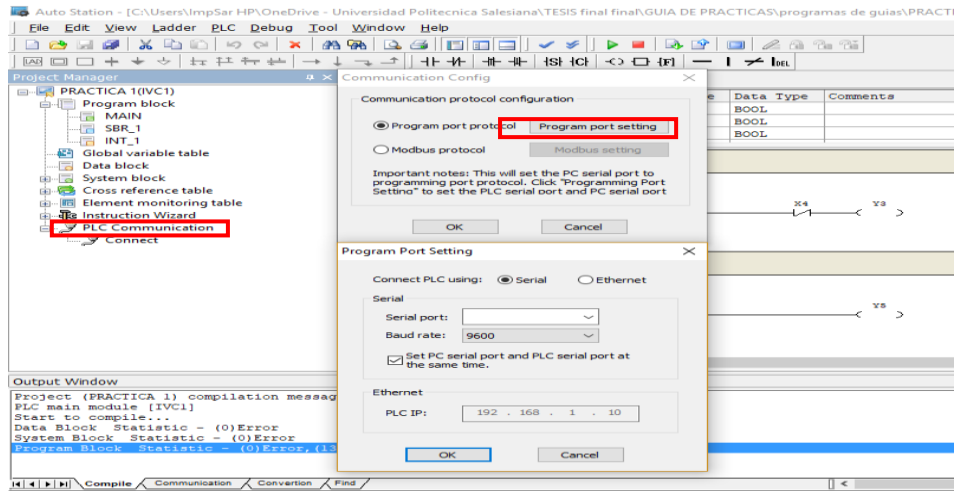 Auto Station - [C:\Users\ImpSar HP\OneDrive - Universidad Politecnica Salesiana\TESIS final final\GUIA DE PRACTICAS\programas de guias\PRACTI
File Edit View Ladder PLC Debug Tool Window Help
Project Manager
PRACTICA 1(IVC1)
Program block
MAIN
SBR_1
INT_1
Global variable table
Data block
System block
Cross reference table
Element monitoring table
Instruction Wizard
PLC Communication
Connect
Communication Config
Communication protocol configuration
Program port protocol Program port setting
Modbus protocol Modbus setting
Important notes: This will set the PC serial port to
programming port protocol. Click "Programming Port
Setting" to set the PLC serial port and PC serial port
OK Cancel
Program Port Setting
Connect PLC using: Serial Ethernet
Serial
Serial port:
Baud rate: 9600
Set PC serial port and PLC serial port at
the same time.
Ethernet
PLC IP: 192 . 168 . 1 . 10
OK Cancel
e Data Type Comments
BOOL
BOOL
BOOL
X4 Y3
Y5
Output Window
Project (PRACTICA 1) compilation messag
PLC main module [IVC1]
Start to compile...
Data Block Statistic - (0)Error
System Block Statistic - (0)Error
Program Block Statistic - (0)Error,(13
Compile Communication Convertion Find